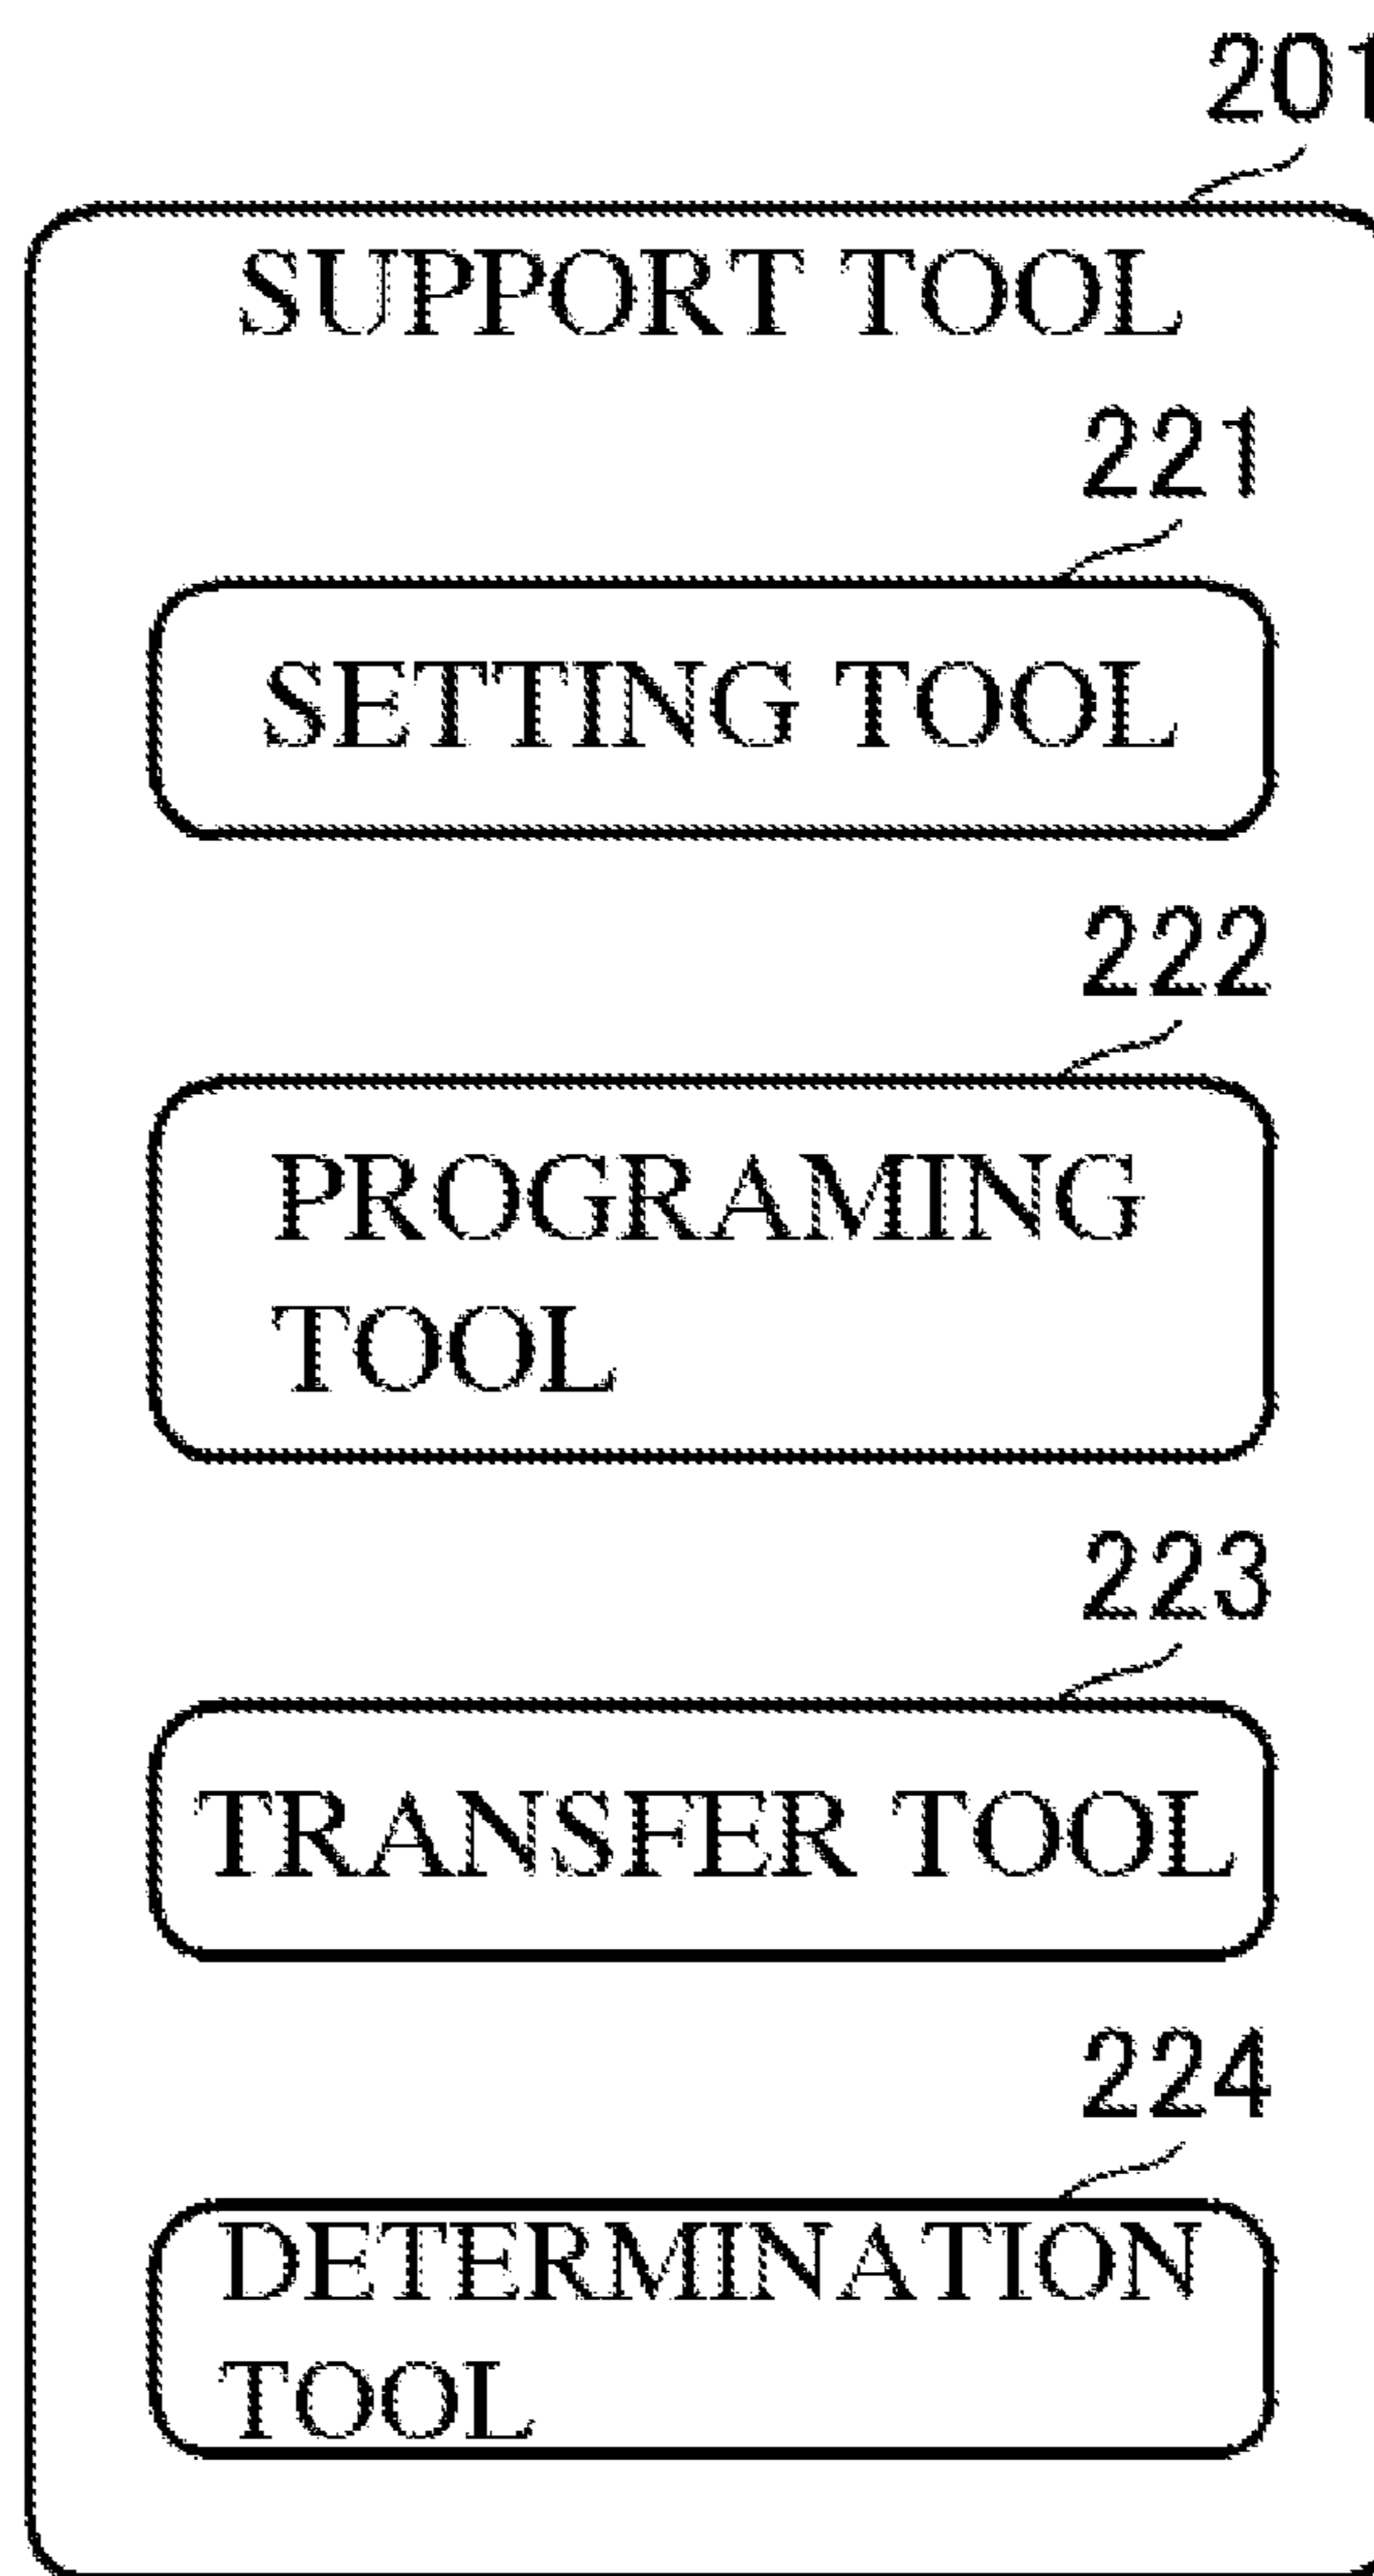 201
SUPPORT TOOL
221
SETTING TOOL
222
PROGRAMING
TOOL
223
TRANSFER TOOL
224
DETERMINATION
TOOL